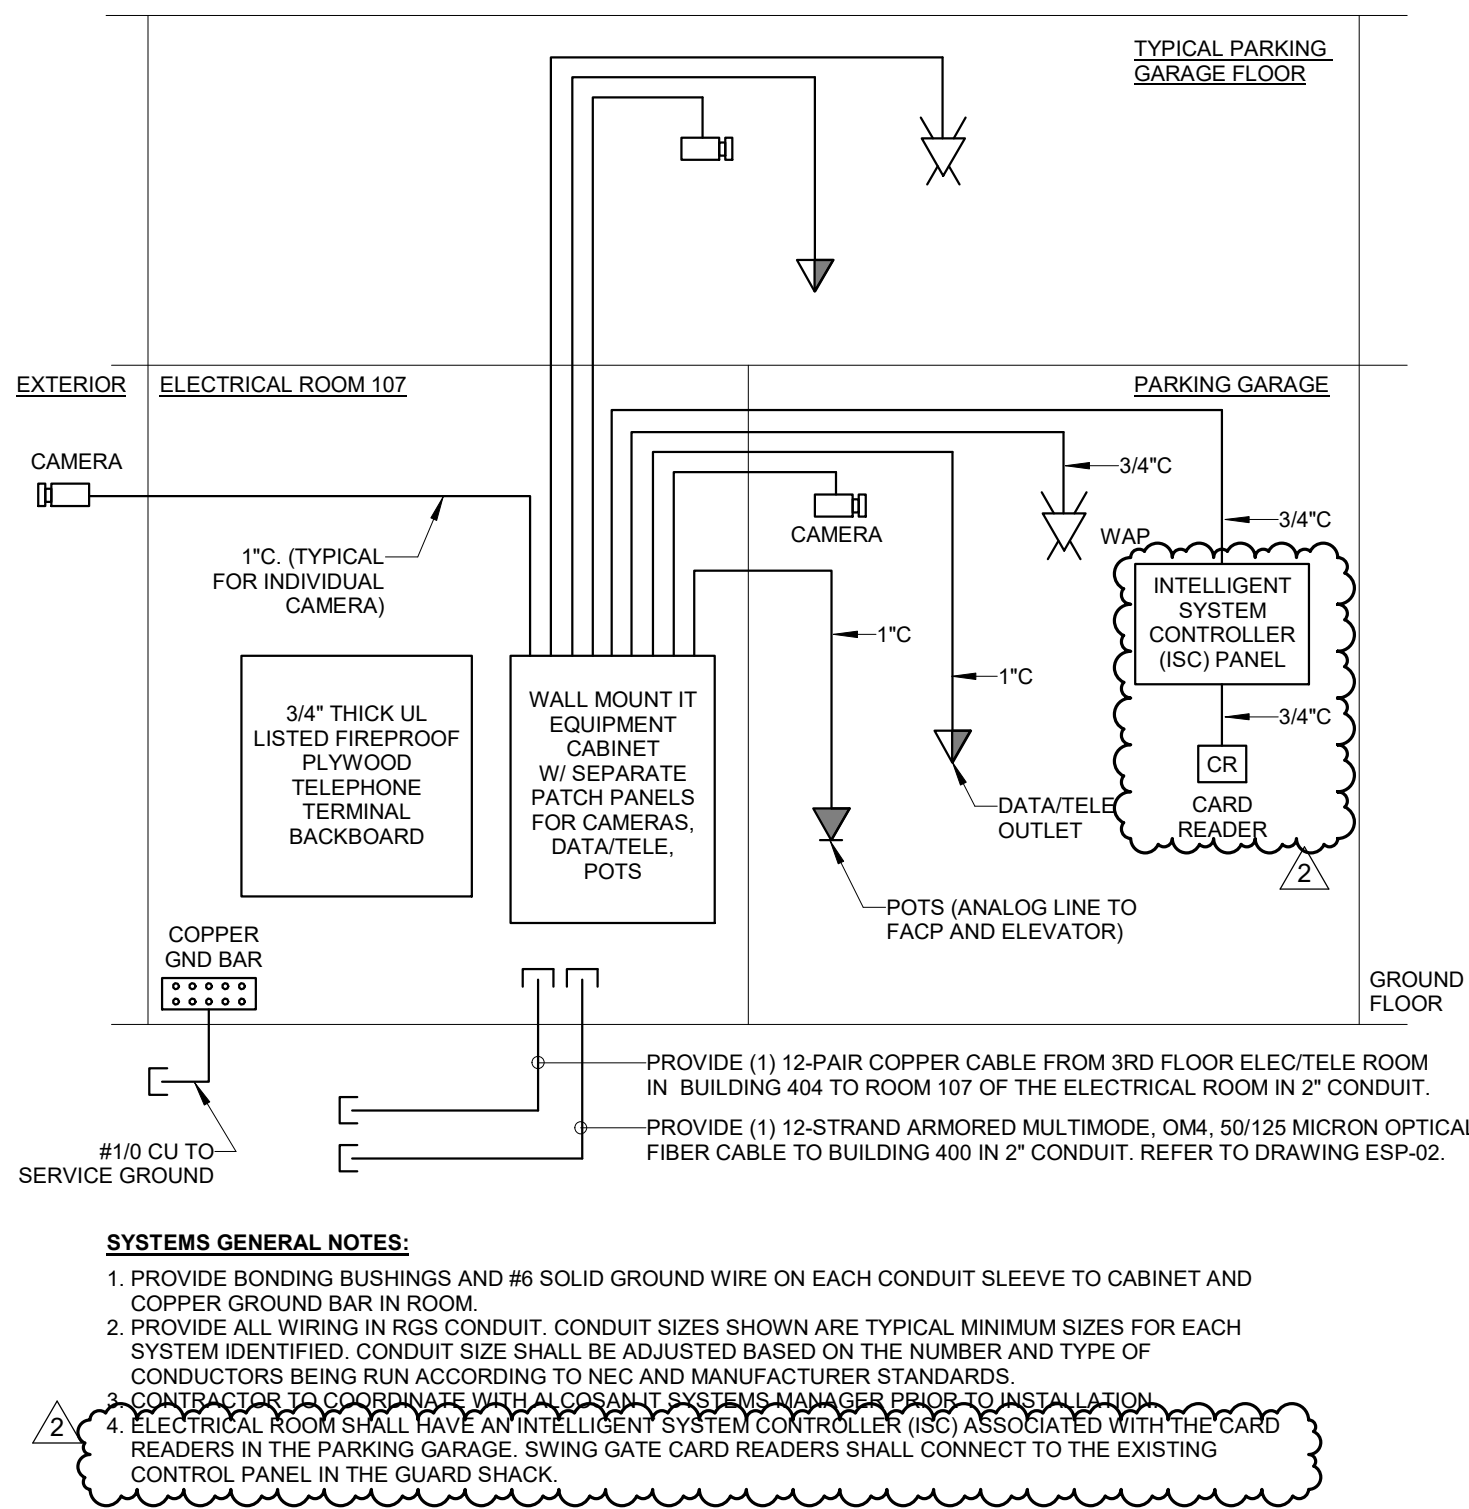 TYPICAL PARKING
GARAGE FLOOR
EXTERIOR
ELECTRICAL ROOM 107
PARKING GARAGE
CAMERA
1"C. (TYPICAL
FOR INDIVIDUAL
CAMERA)
CAMERA
3/4"C
WAP
3/4"C
INTELLIGENT
SYSTEM
CONTROLLER
(ISC) PANEL
3/4"C
CR
CARD
READER
2
1"C
1"C
3/4" THICK UL
LISTED FIREPROOF
PLYWOOD
TELEPHONE
TERMINAL
BACKBOARD
WALL MOUNT IT
EQUIPMENT
CABINET
W/ SEPARATE
PATCH PANELS
FOR CAMERAS,
DATA/TELE,
POTS
DATA/TELE
OUTLET
POTS (ANALOG LINE TO
FACP AND ELEVATOR)
COPPER
GND BAR
GROUND
FLOOR
PROVIDE (1) 12-PAIR COPPER CABLE FROM 3RD FLOOR ELEC/TELE ROOM
IN BUILDING 404 TO ROOM 107 OF THE ELECTRICAL ROOM IN 2" CONDUIT.
PROVIDE (1) 12-STRAND ARMORED MULTIMODE, OM4, 50/125 MICRON OPTICAL
FIBER CABLE TO BUILDING 400 IN 2" CONDUIT. REFER TO DRAWING ESP-02.
#1/0 CU TO
SERVICE GROUND
SYSTEMS GENERAL NOTES:
1. PROVIDE BONDING BUSHINGS AND #6 SOLID GROUND WIRE ON EACH CONDUIT SLEEVE TO CABINET AND
COPPER GROUND BAR IN ROOM.
2. PROVIDE ALL WIRING IN RGS CONDUIT. CONDUIT SIZES SHOWN ARE TYPICAL MINIMUM SIZES FOR EACH
SYSTEM IDENTIFIED. CONDUIT SIZE SHALL BE ADJUSTED BASED ON THE NUMBER AND TYPE OF
CONDUCTORS BEING RUN ACCORDING TO NEC AND MANUFACTURER STANDARDS.
3. CONTRACTOR TO COORDINATE WITH ALCOSAN IT SYSTEMS MANAGER PRIOR TO INSTALLATION.
2
4. ELECTRICAL ROOM SHALL HAVE AN INTELLIGENT SYSTEM CONTROLLER (ISC) ASSOCIATED WITH THE CARD
READERS IN THE PARKING GARAGE. SWING GATE CARD READERS SHALL CONNECT TO THE EXISTING
CONTROL PANEL IN THE GUARD SHACK.